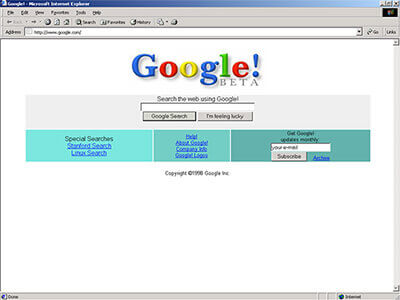 Google! - Microsoft Internet Explorer
File Edit View Favorites Tools Help
Back Search Favorites History
Address http://www.google.com/ Go Links
Google!
BETA
Search the web using Google!
Google Search I'm feeling lucky
Special Searches
Stanford Search
Linux Search
Help!
About Google!
Company Info
Google! Logos
Get Google!
updates monthly:
your e-mail
Subscribe Archive
Copyright ©1998 Google Inc.
Done Internet